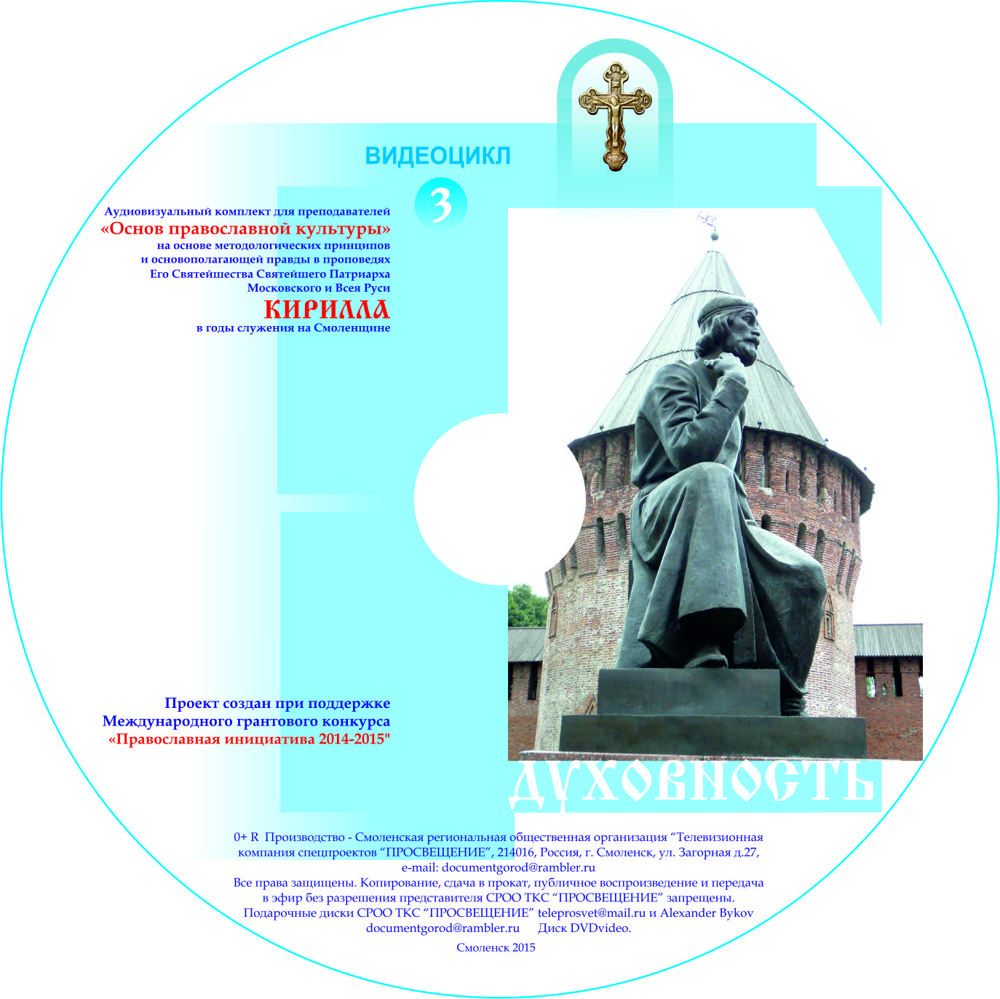 ВИДЕОЦИКЛ
3
Аудиовизуальный комплект для преподавателей
«Основ православной культуры»
на основе методологических принципов
и основополагающей правды в проповедях
Его Святейшества Святейшего Патриарха
Московского и Всея Руси
КИРИЛЛА
в годы служения на Смоленщине
Проект создан при поддержке
Международного грантового конкурса
«Православная инициатива 2014-2015"
ДУХОВНОСТЬ
0+ R Производство - Смоленская региональная общественная организация “Телевизионная
компания спецпроектов “ПРОСВЕЩЕНИЕ”, 214016, Россия, г. Смоленск, ул. Загорная д.27,
e-mail: documentgorod@rambler.ru
Все права защищены. Копирование, сдача в прокат, публичное воспроизведение и передача
в эфир без разрешения представителя СРОО ТКС “ПРОСВЕЩЕНИЕ” запрещены.
Подарочные диски СРОО ТКС “ПРОСВЕЩЕНИЕ” teleprosvet@mail.ru и Alexander Bykov
documentgorod@rambler.ru Диск DVDvideo.
Смоленск 2015